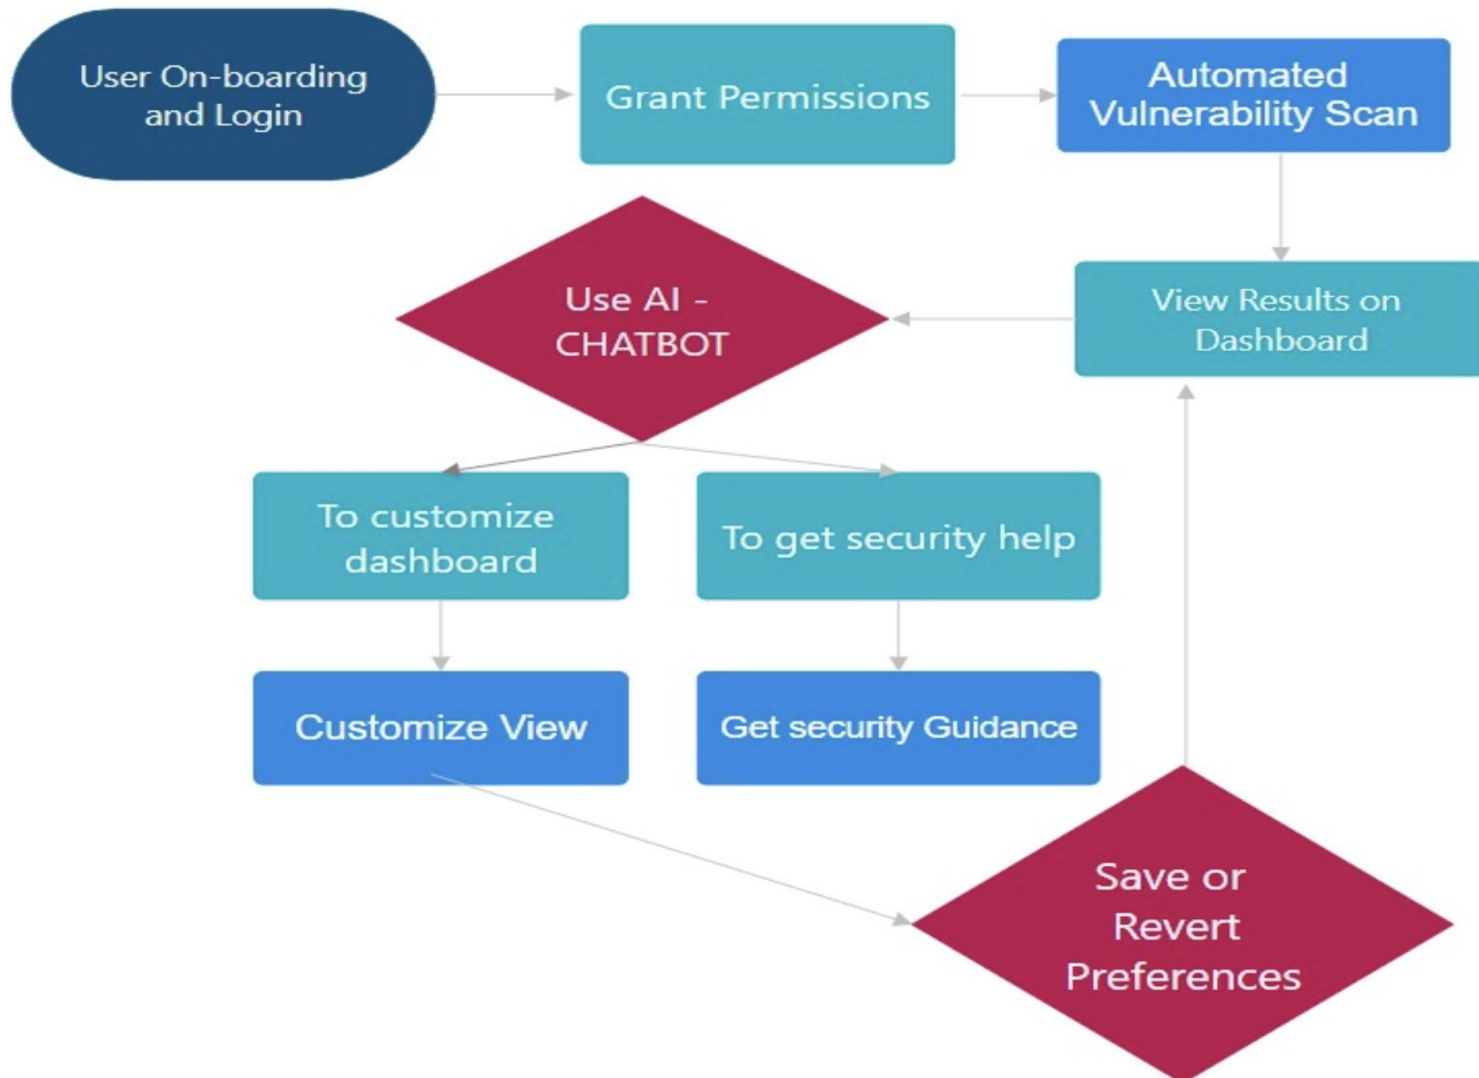 User On-boarding
and Login
Grant Permissions
Automated
Vulnerability Scan
Use AI -
CHATBOT
View Results on
Dashboard
To customize
dashboard
To get security help
Customize View
Get security Guidance
Save or
Revert
Preferences